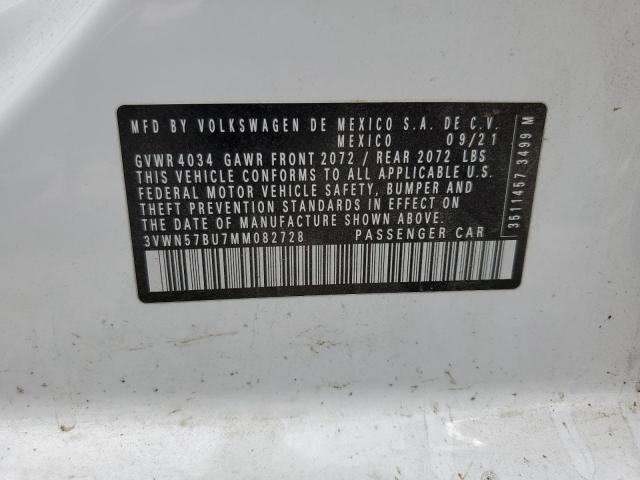 MFD BY VOLKSWAGEN DE MEXICO S.A. DE C.V.
MEXICO 09/21
GVWR 4034 GAWR FRONT 2072 / REAR 2072 LBS
THIS VEHICLE CONFORMS TO ALL APPLICABLE U.S.
FEDERAL MOTOR VEHICLE SAFETY, BUMPER AND
THEFT PREVENTION STANDARDS IN EFFECT ON
THE DATE OF MANUFACTURE SHOWN ABOVE.
3VWN57BU7MM082728 PASSENGER CAR
3511457 3499 M